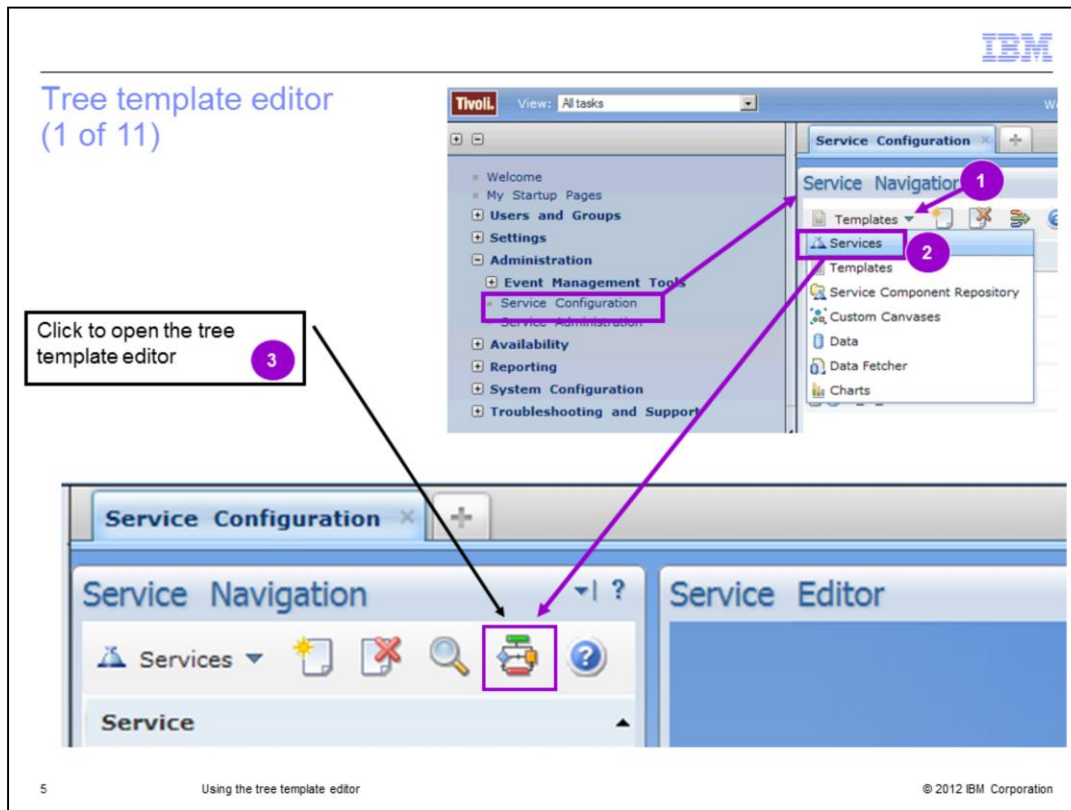 IBM
Tree template editor
(1 of 11)
Tivoli. View: All tasks
Service Configuration
Welcome
My Startup Pages
Users and Groups
Settings
Administration
Event Management Tools
Service Configuration
Service Administration
Availability
Reporting
System Configuration
Troubleshooting and Support
Service Navigation
1
Templates
Services
2
Templates
Service Component Repository
Custom Canvases
Data
Data Fetcher
Charts
Click to open the tree
template editor
3
Service Configuration
Service Navigation
?
Service Editor
Services
?
Service
5
Using the tree template editor
© 2012 IBM Corporation